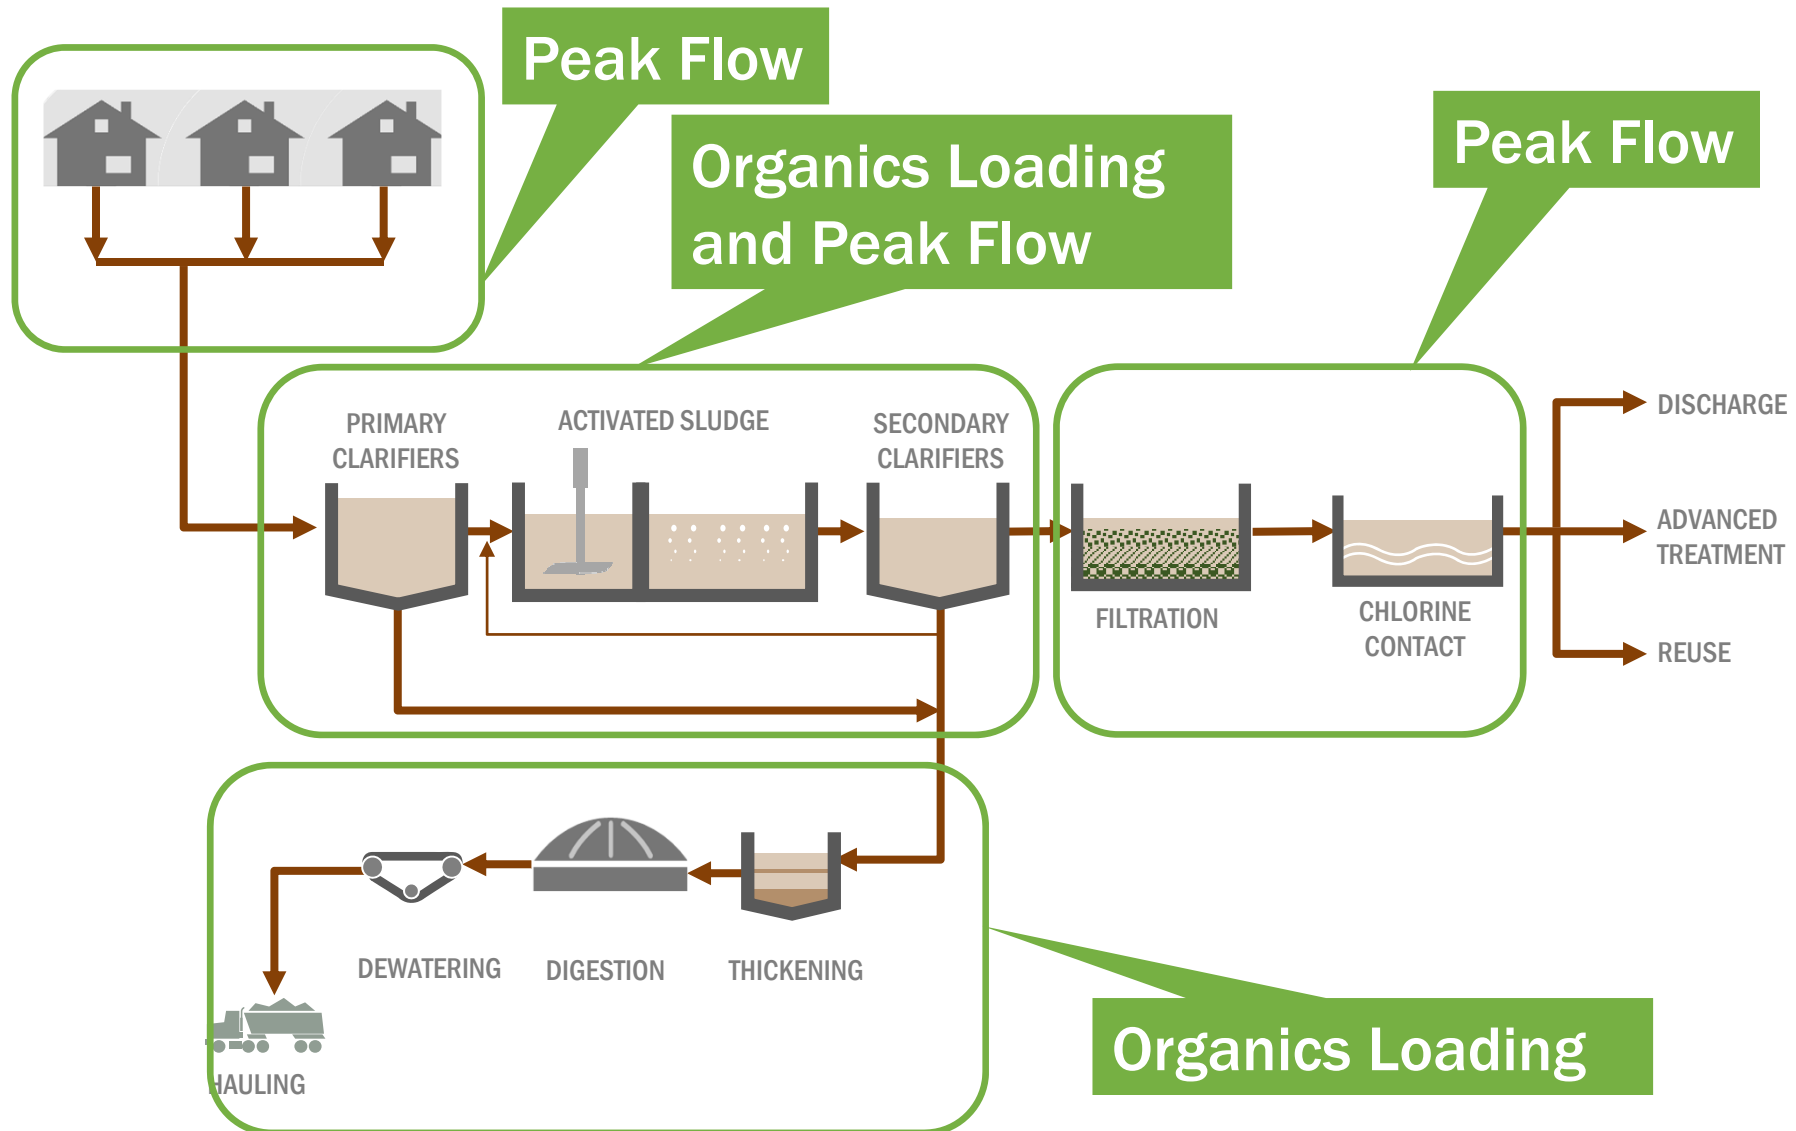 Peak Flow
Organics Loading
and Peak Flow
Peak Flow
PRIMARY
CLARIFIERS
ACTIVATED SLUDGE
SECONDARY
CLARIFIERS
FILTRATION
CHLORINE
CONTACT
DISCHARGE
ADVANCED
TREATMENT
REUSE
DEWATERING
DIGESTION
THICKENING
HAULING
Organics Loading